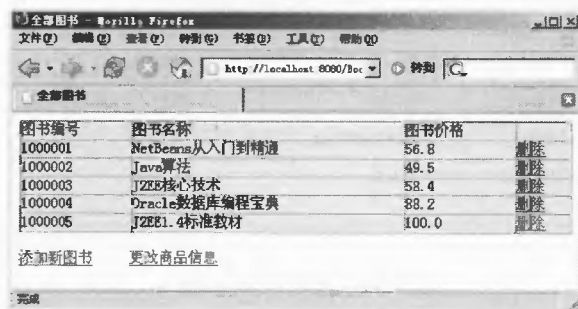 全部图书 - Mozilla Firefox
文件(F) 编辑(E) 查看(V) 转到(G) 书签(B) 工具(T) 帮助(H)
http://localhost:8080/Boo 转到 G
全部图书
图书编号 图书名称 图书价格
1000001 NetBeans从入门到精通 56.8 删除
1000002 Java算法 49.5 删除
1000003 J2EE核心技术 58.4 删除
1000004 Oracle数据库编程宝典 88.2 删除
1000005 J2EE1.4标准教材 100.0 删除
添加新图书 更改商品信息
完成